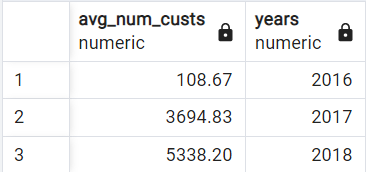 avg_num_custs years
numeric numeric
1 108.67 2016
2 3694.83 2017
3 5338.20 2018